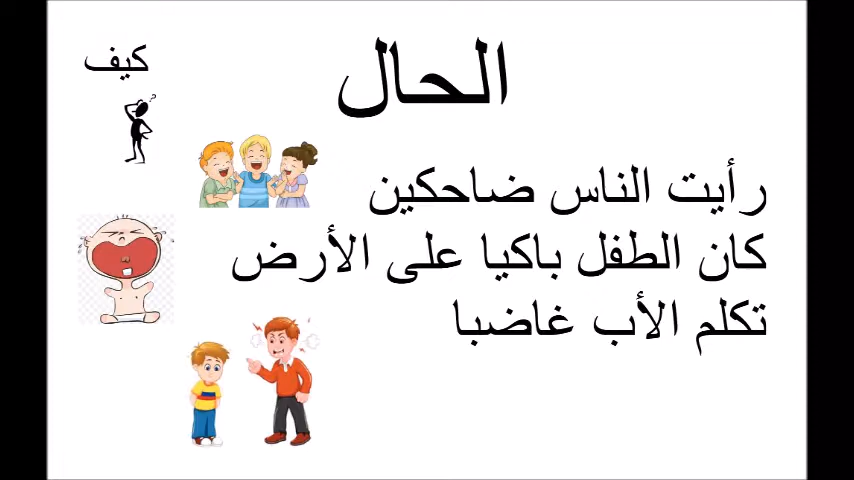 الحال
كيف
رأيت الناس ضاحكين
كان الطفل باكيا على الأرض
تكلم الأب غاضبا